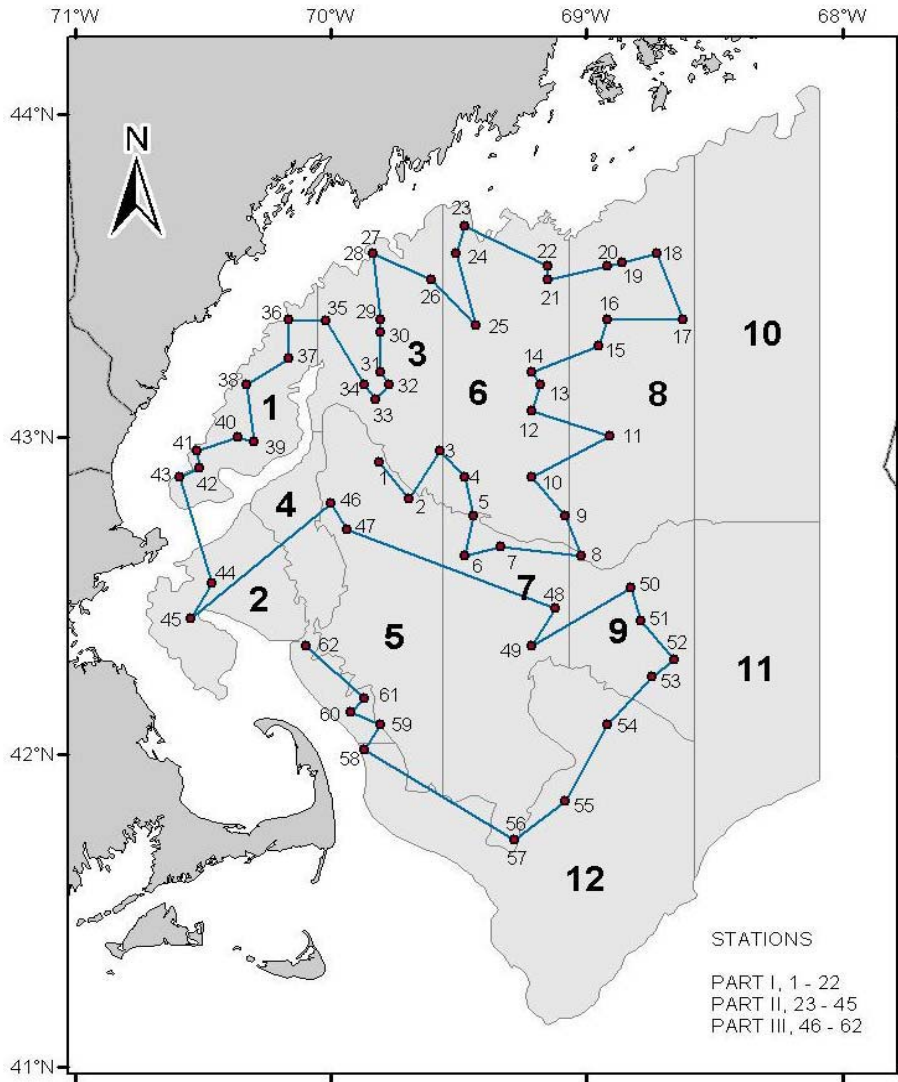 71°W 70°W 69°W 68°W
44°N
N
23
27
28 24 22 20 18
19
26 21
36 35 29 25 16 17
30 10
3
37 31 14 15
38 34 32 6 13 8
1 33
12
40 11
43°N 41 39 3
42 1 4 10
43
2
4 46 5 9
47 6 7 8
44 7 50
2 48
45 51
9
62 5 49 52
11
53
61
60 59 54
42°N 58
55
56
57
12
STATIONS
PART I, 1 - 22
PART II, 23 - 45
PART III, 46 - 62
41°N